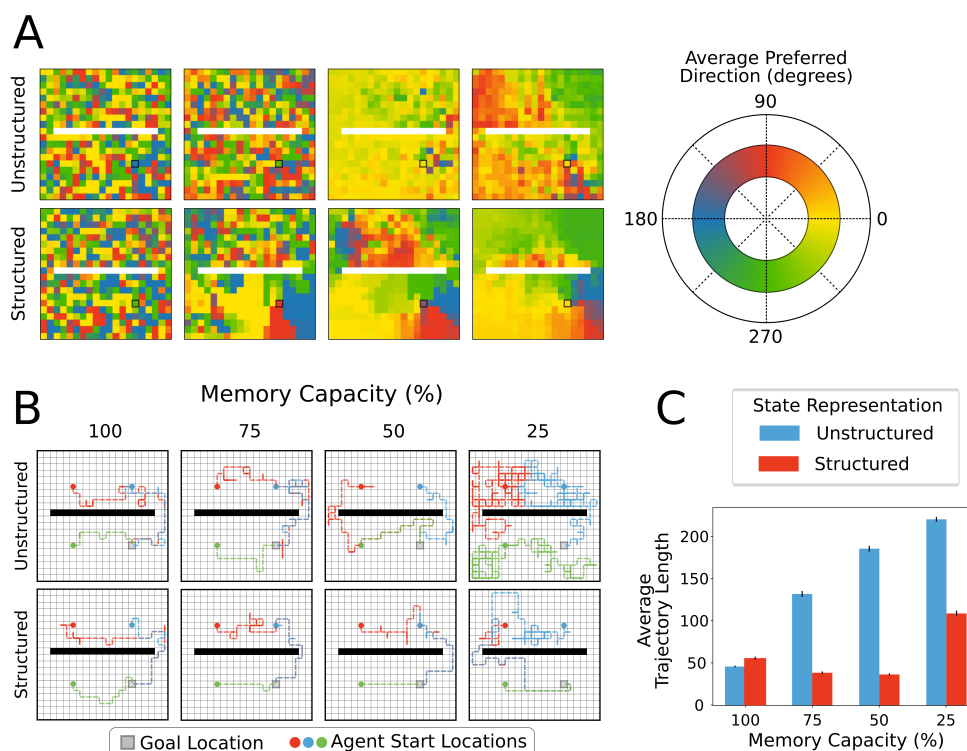 A
Unstructured
Structured
Average Preferred
Direction (degrees)
90
180
0
270
B
Memory Capacity (%)
100
75
50
25
Unstructured
Structured
Goal Location
Agent Start Locations
C
State Representation
Unstructured
Structured
Average
Trajectory Length
200
150
100
50
0
100
75
50
25
Memory Capacity (%)